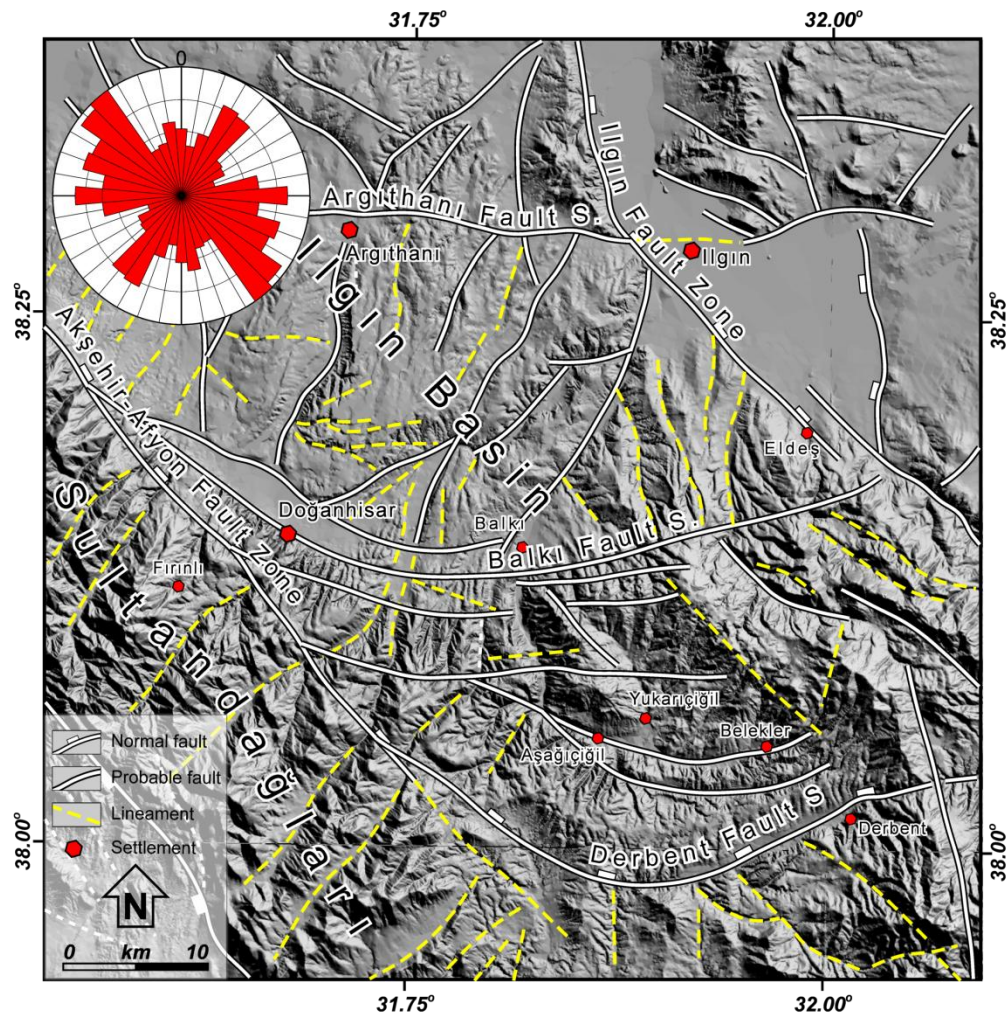 31.75°
32.00°
0
Ilgın Fault Zone
Argıthanı Fault S.
Argıthanı
Ilgın
Ilgın Basin
38.25°
38.25°
Akşehir-Afyon Fault Zoine
Eldeş
Sultandağları
Doğanhisar
Balkı
Balkı Fault S.
Fırınlı
Yukarıçiğil
Aşağıçiğil
Belekler
Normal fault
Probable fault
Lineament
Settlement
Derbent Fault S
Derbent
38.00°
38.00°
N
0 km 10
31.75°
32.00°